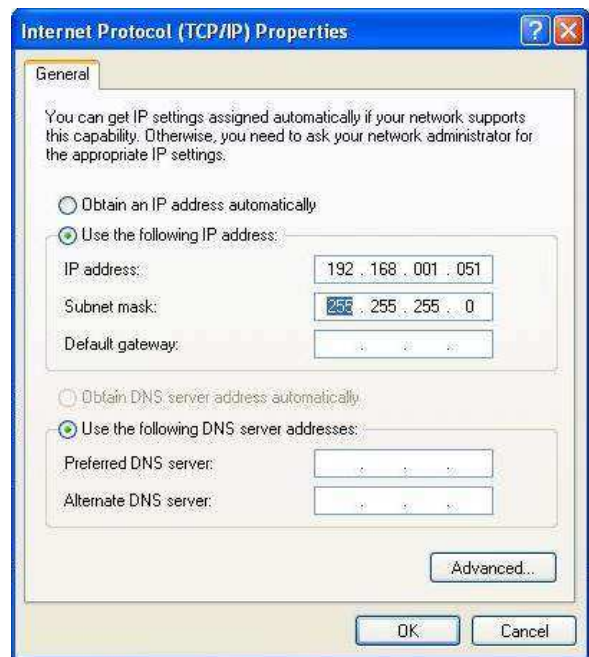 Internet Protocol (TCP/IP) Properties
General
You can get IP settings assigned automatically if your network supports
this capability. Otherwise, you need to ask your network administrator for
the appropriate IP settings.
Obtain an IP address automatically
Use the following IP address:
IP address: 192 . 168 . 001 . 051
Subnet mask: 255 . 255 . 255 . 0
Default gateway: . . .
Obtain DNS server address automatically
Use the following DNS server addresses:
Preferred DNS server: . . .
Alternate DNS server: . . .
Advanced...
OK Cancel